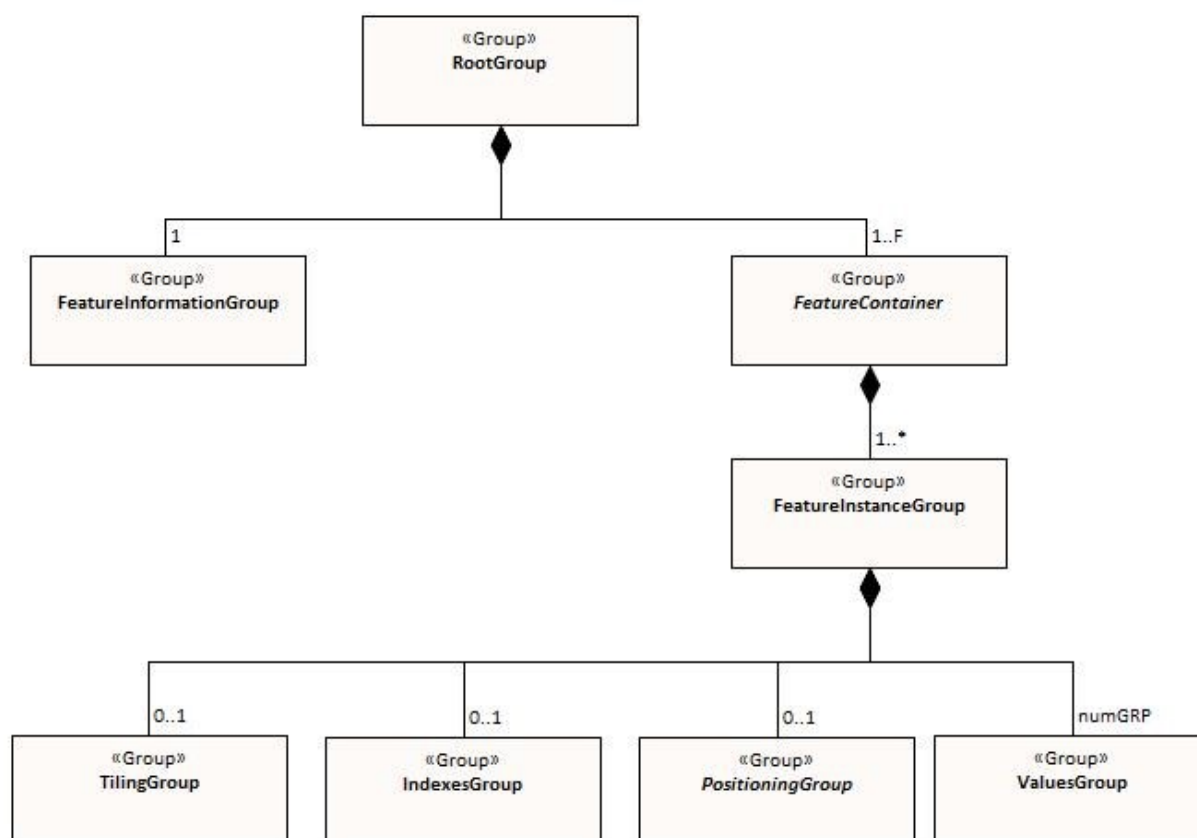 «Group»
RootGroup
1
1..F
«Group»
FeatureInformationGroup
«Group»
FeatureContainer
1..*
«Group»
FeatureInstanceGroup
0..1
0..1
0..1
numGRP
«Group»
TilingGroup
«Group»
IndexesGroup
«Group»
PositioningGroup
«Group»
ValuesGroup